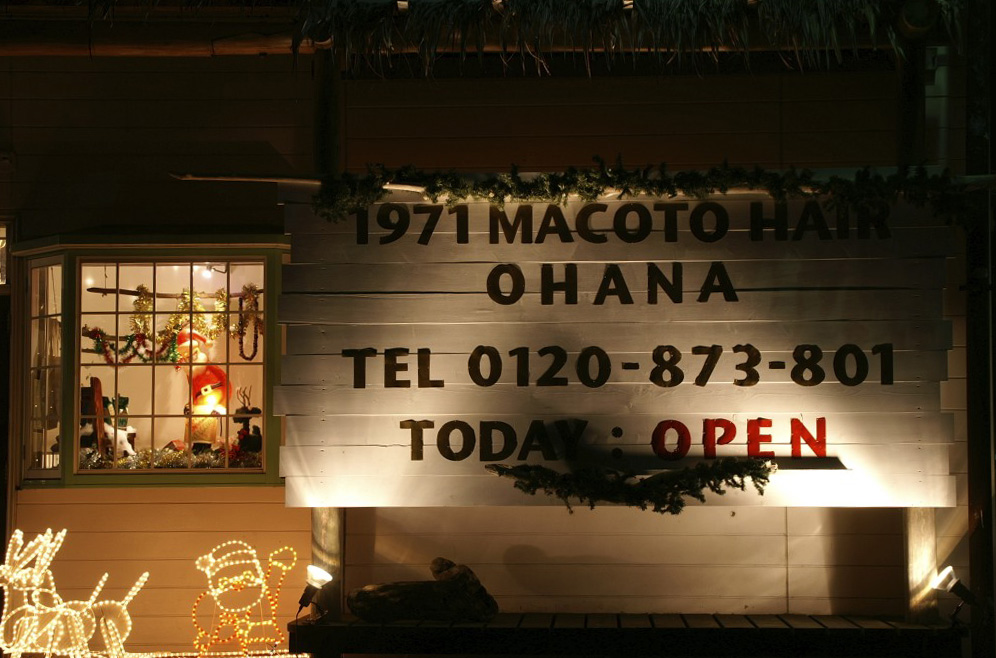 1971 MACOTO HAIR
OHANA
TEL 0120-873-801
TODAY : OPEN